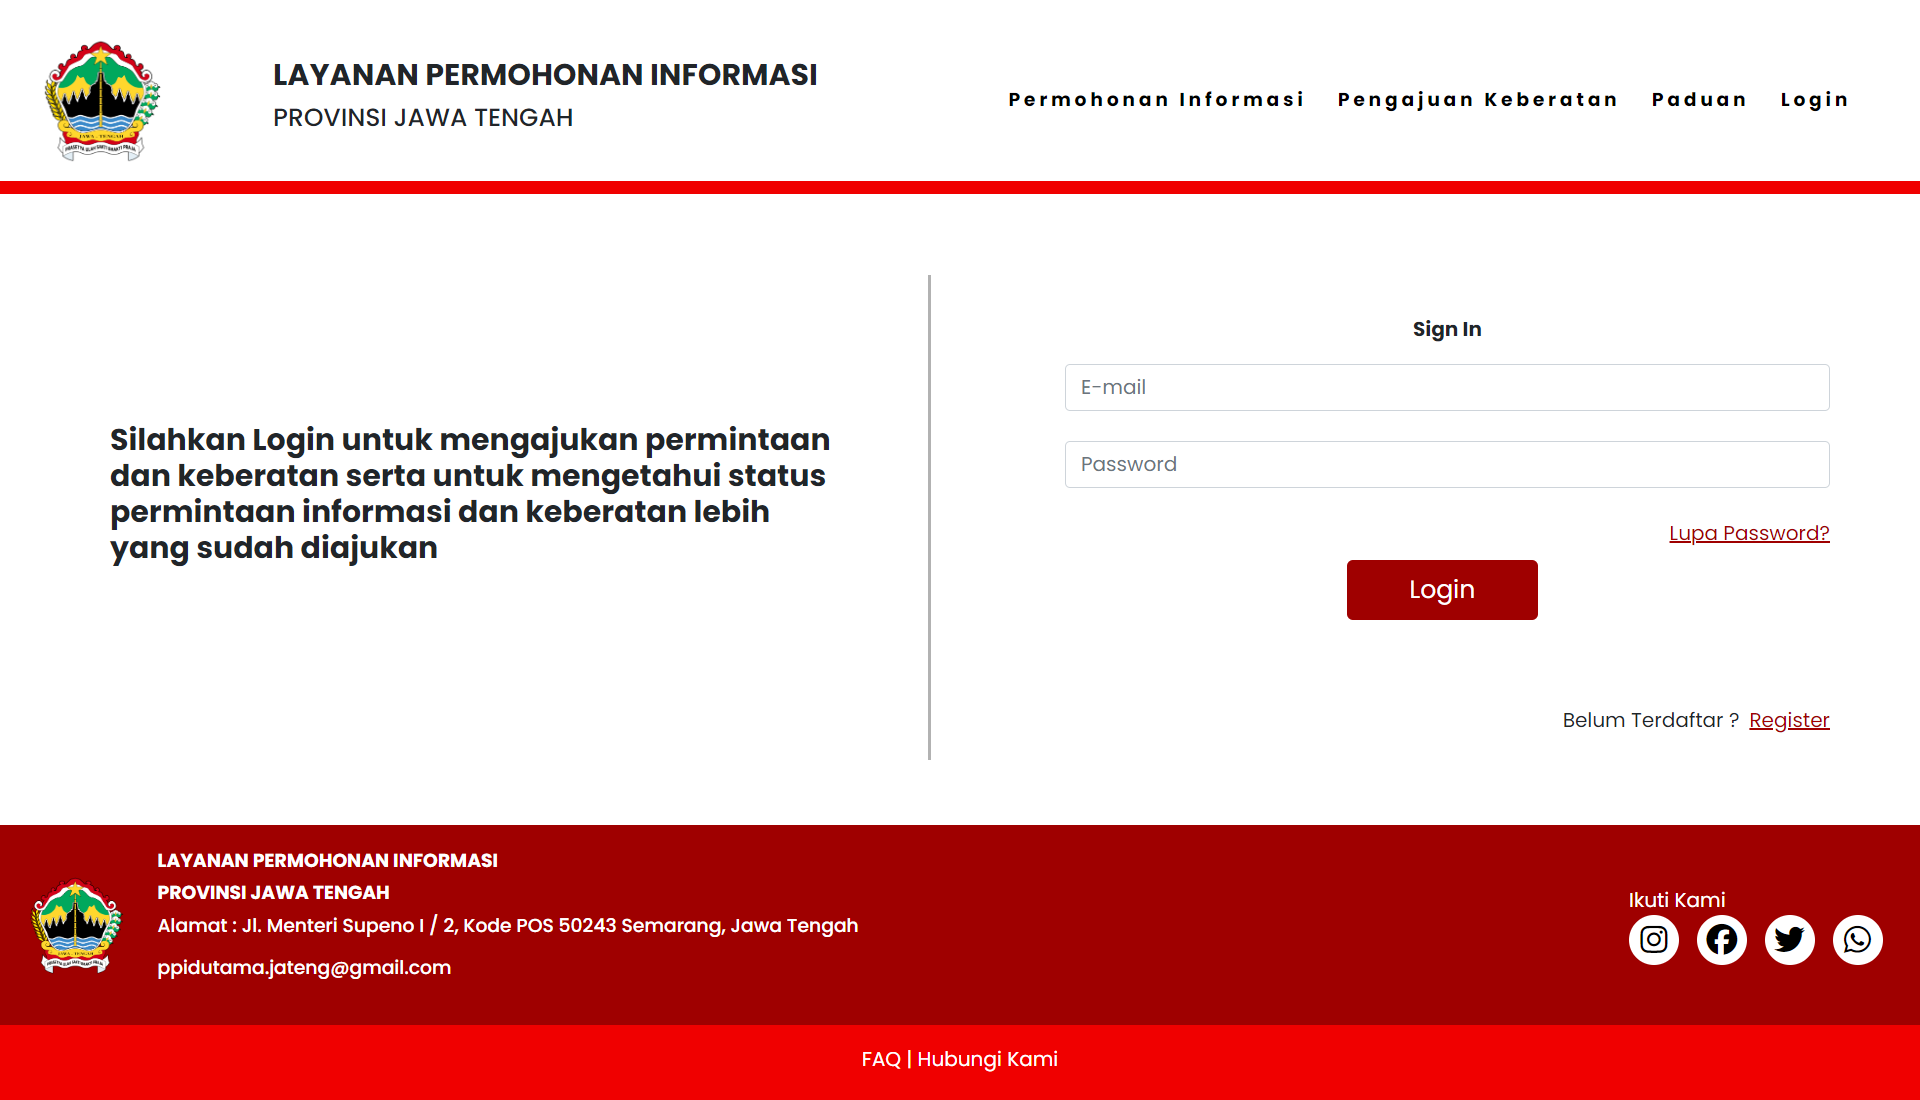 LAYANAN PERMOHONAN INFORMASI
PROVINSI JAWA TENGAH
Permohonan Informasi
Pengajuan Keberatan
Paduan
Login
Silahkan Login untuk mengajukan permintaan
dan keberatan serta untuk mengetahui status
permintaan informasi dan keberatan lebih
yang sudah diajukan
Sign In
E-mail
Password
Lupa Password?
Login
Belum Terdaftar ? Register
LAYANAN PERMOHONAN INFORMASI
PROVINSI JAWA TENGAH
Alamat : Jl. Menteri Supeno I / 2, Kode POS 50243 Semarang, Jawa Tengah
ppidutama.jateng@gmail.com
Ikuti Kami
FAQ | Hubungi Kami